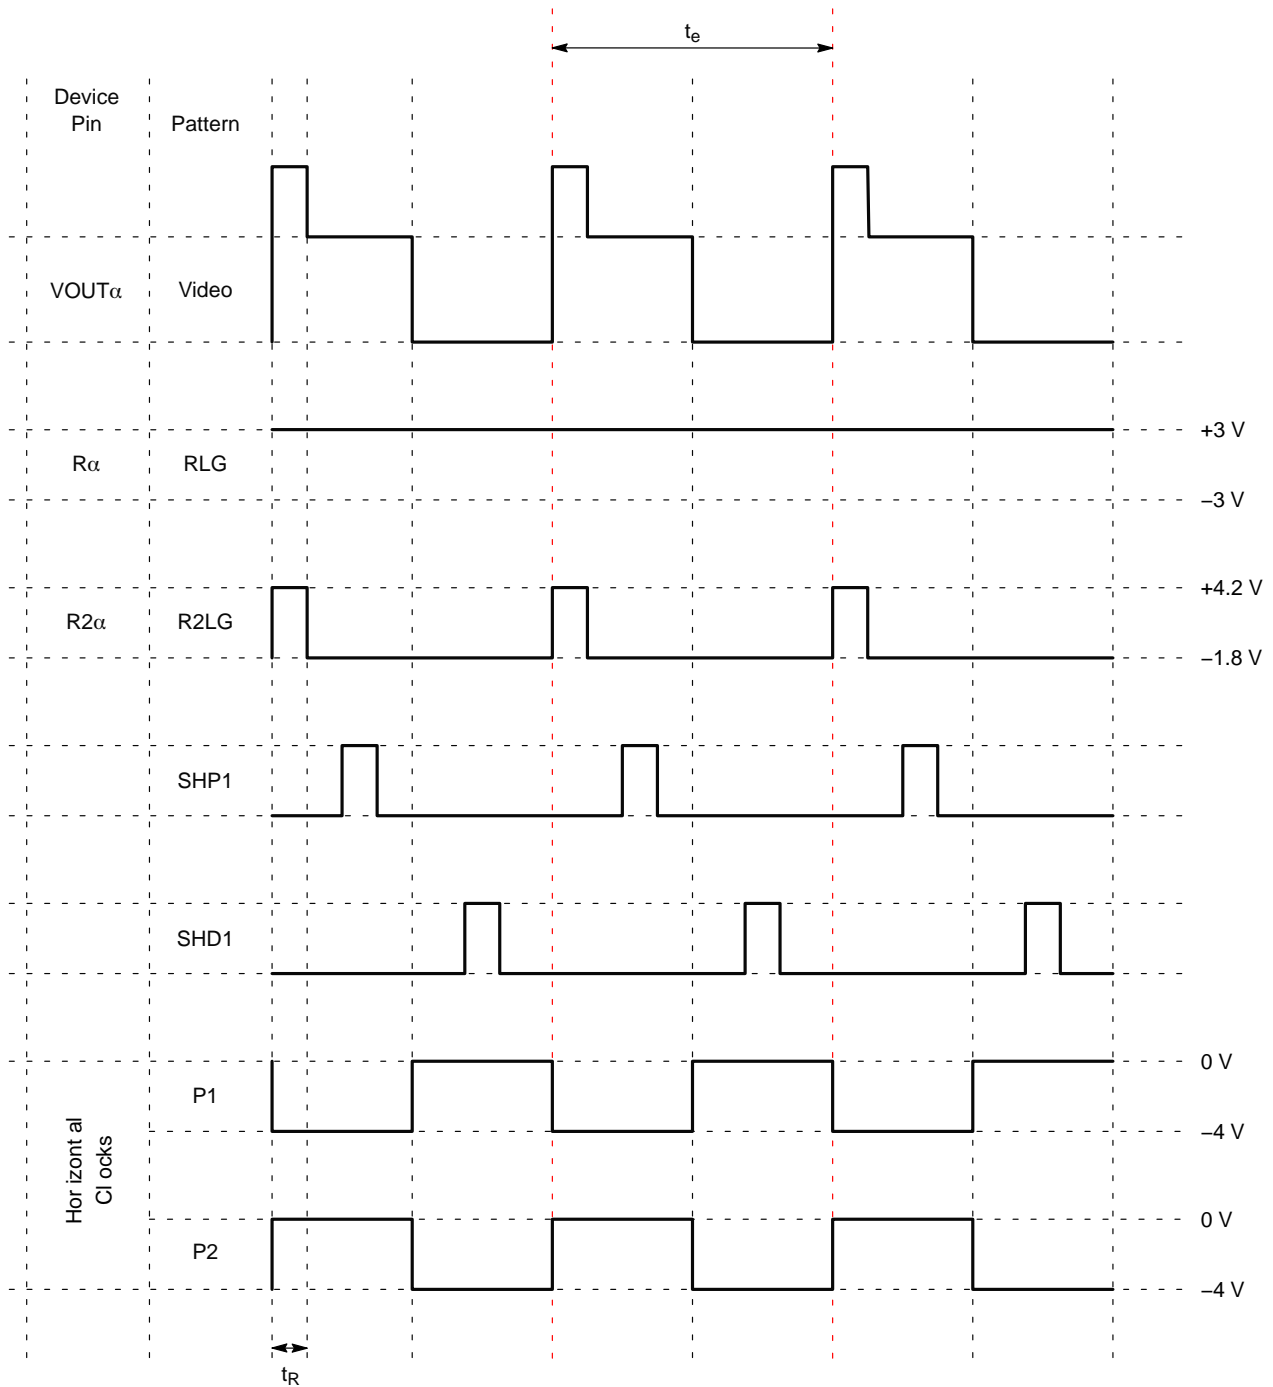 te
Device
Pin
Pattern
VOUTα
Video
+3 V
Rα
RLG
−3 V
+4.2 V
R2α
R2LG
−1.8 V
SHP1
SHD1
0 V
P1
−4 V
Hor izont al
Cl ocks
0 V
P2
−4 V
tR